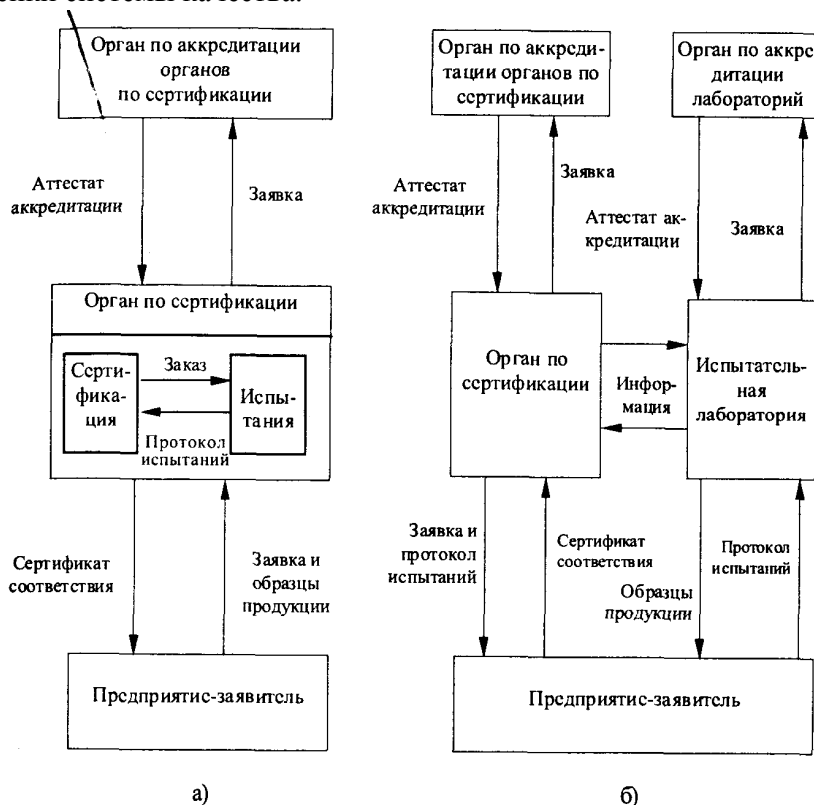 Орган по аккредитации
органов
по сертификации
Аттестат
аккредитации
Заявка
Орган по сертификации
Серти-
фика-
ция
Заказ
Испы-
тания
Протокол
испытаний
Сертификат
соответствия
Заявка и
образцы
продукции
Предприятие-заявитель
а)
Орган по аккреди-
тации органов по
сертификации
Орган по аккре
дитации
лабораторий
Аттестат
аккредитации
Заявка
Аттестат ак-
кредитации
Заявка
Орган по
сертификации
Инфор-
мация
Испытатель-
ная
лаборатория
Заявка и
протокол
испытаний
Сертификат
соответствия
Образцы
продукции
Протокол
испытаний
Предприятие-заявитель
б)